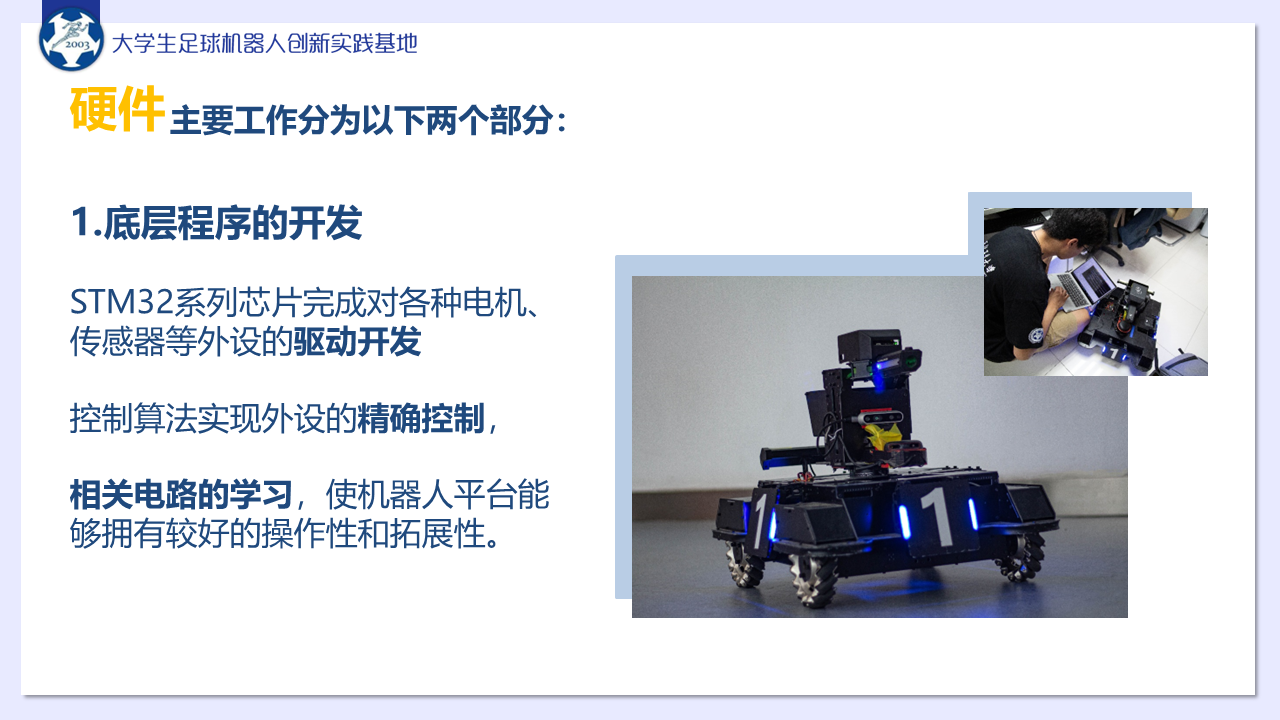 2003
大学生足球机器人创新实践基地
硬件主要工作分为以下两个部分：
1.底层程序的开发
STM32系列芯片完成对各种电机、
传感器等外设的驱动开发
控制算法实现外设的精确控制，
相关电路的学习，使机器人平台能
够拥有较好的操作性和拓展性。
1
1
1